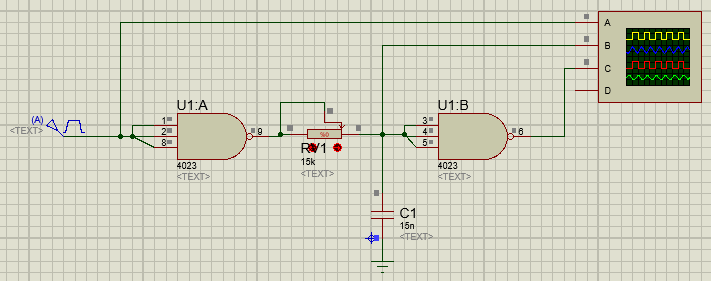 A
B
C
D
(A)
<TEXT>
U1:A
1
2
8
9
4023
<TEXT>
%0
RV1
15k
<TEXT>
U1:B
3
4
5
6
4023
<TEXT>
C1
15n
<TEXT>